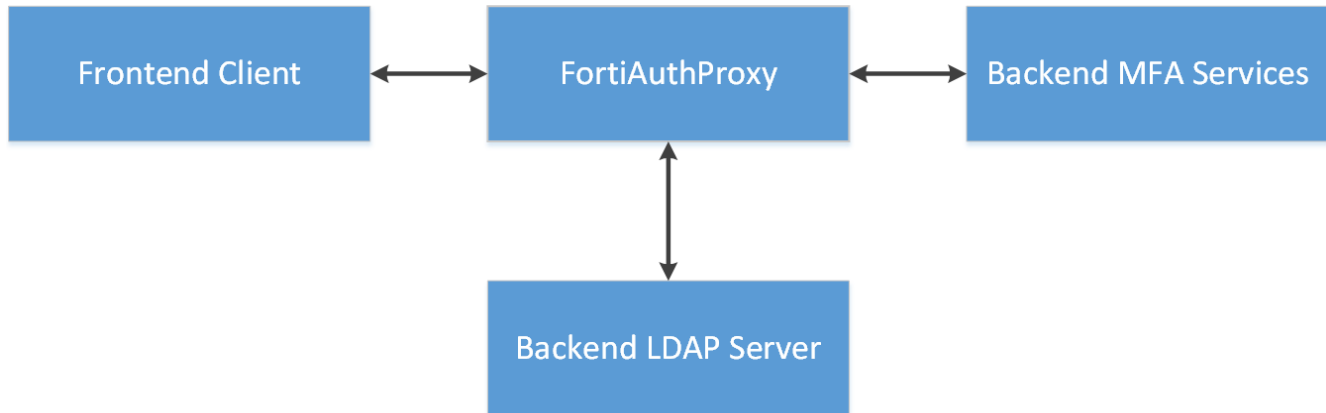 Frontend Client
FortiAuthProxy
Backend MFA Services
Backend LDAP Server